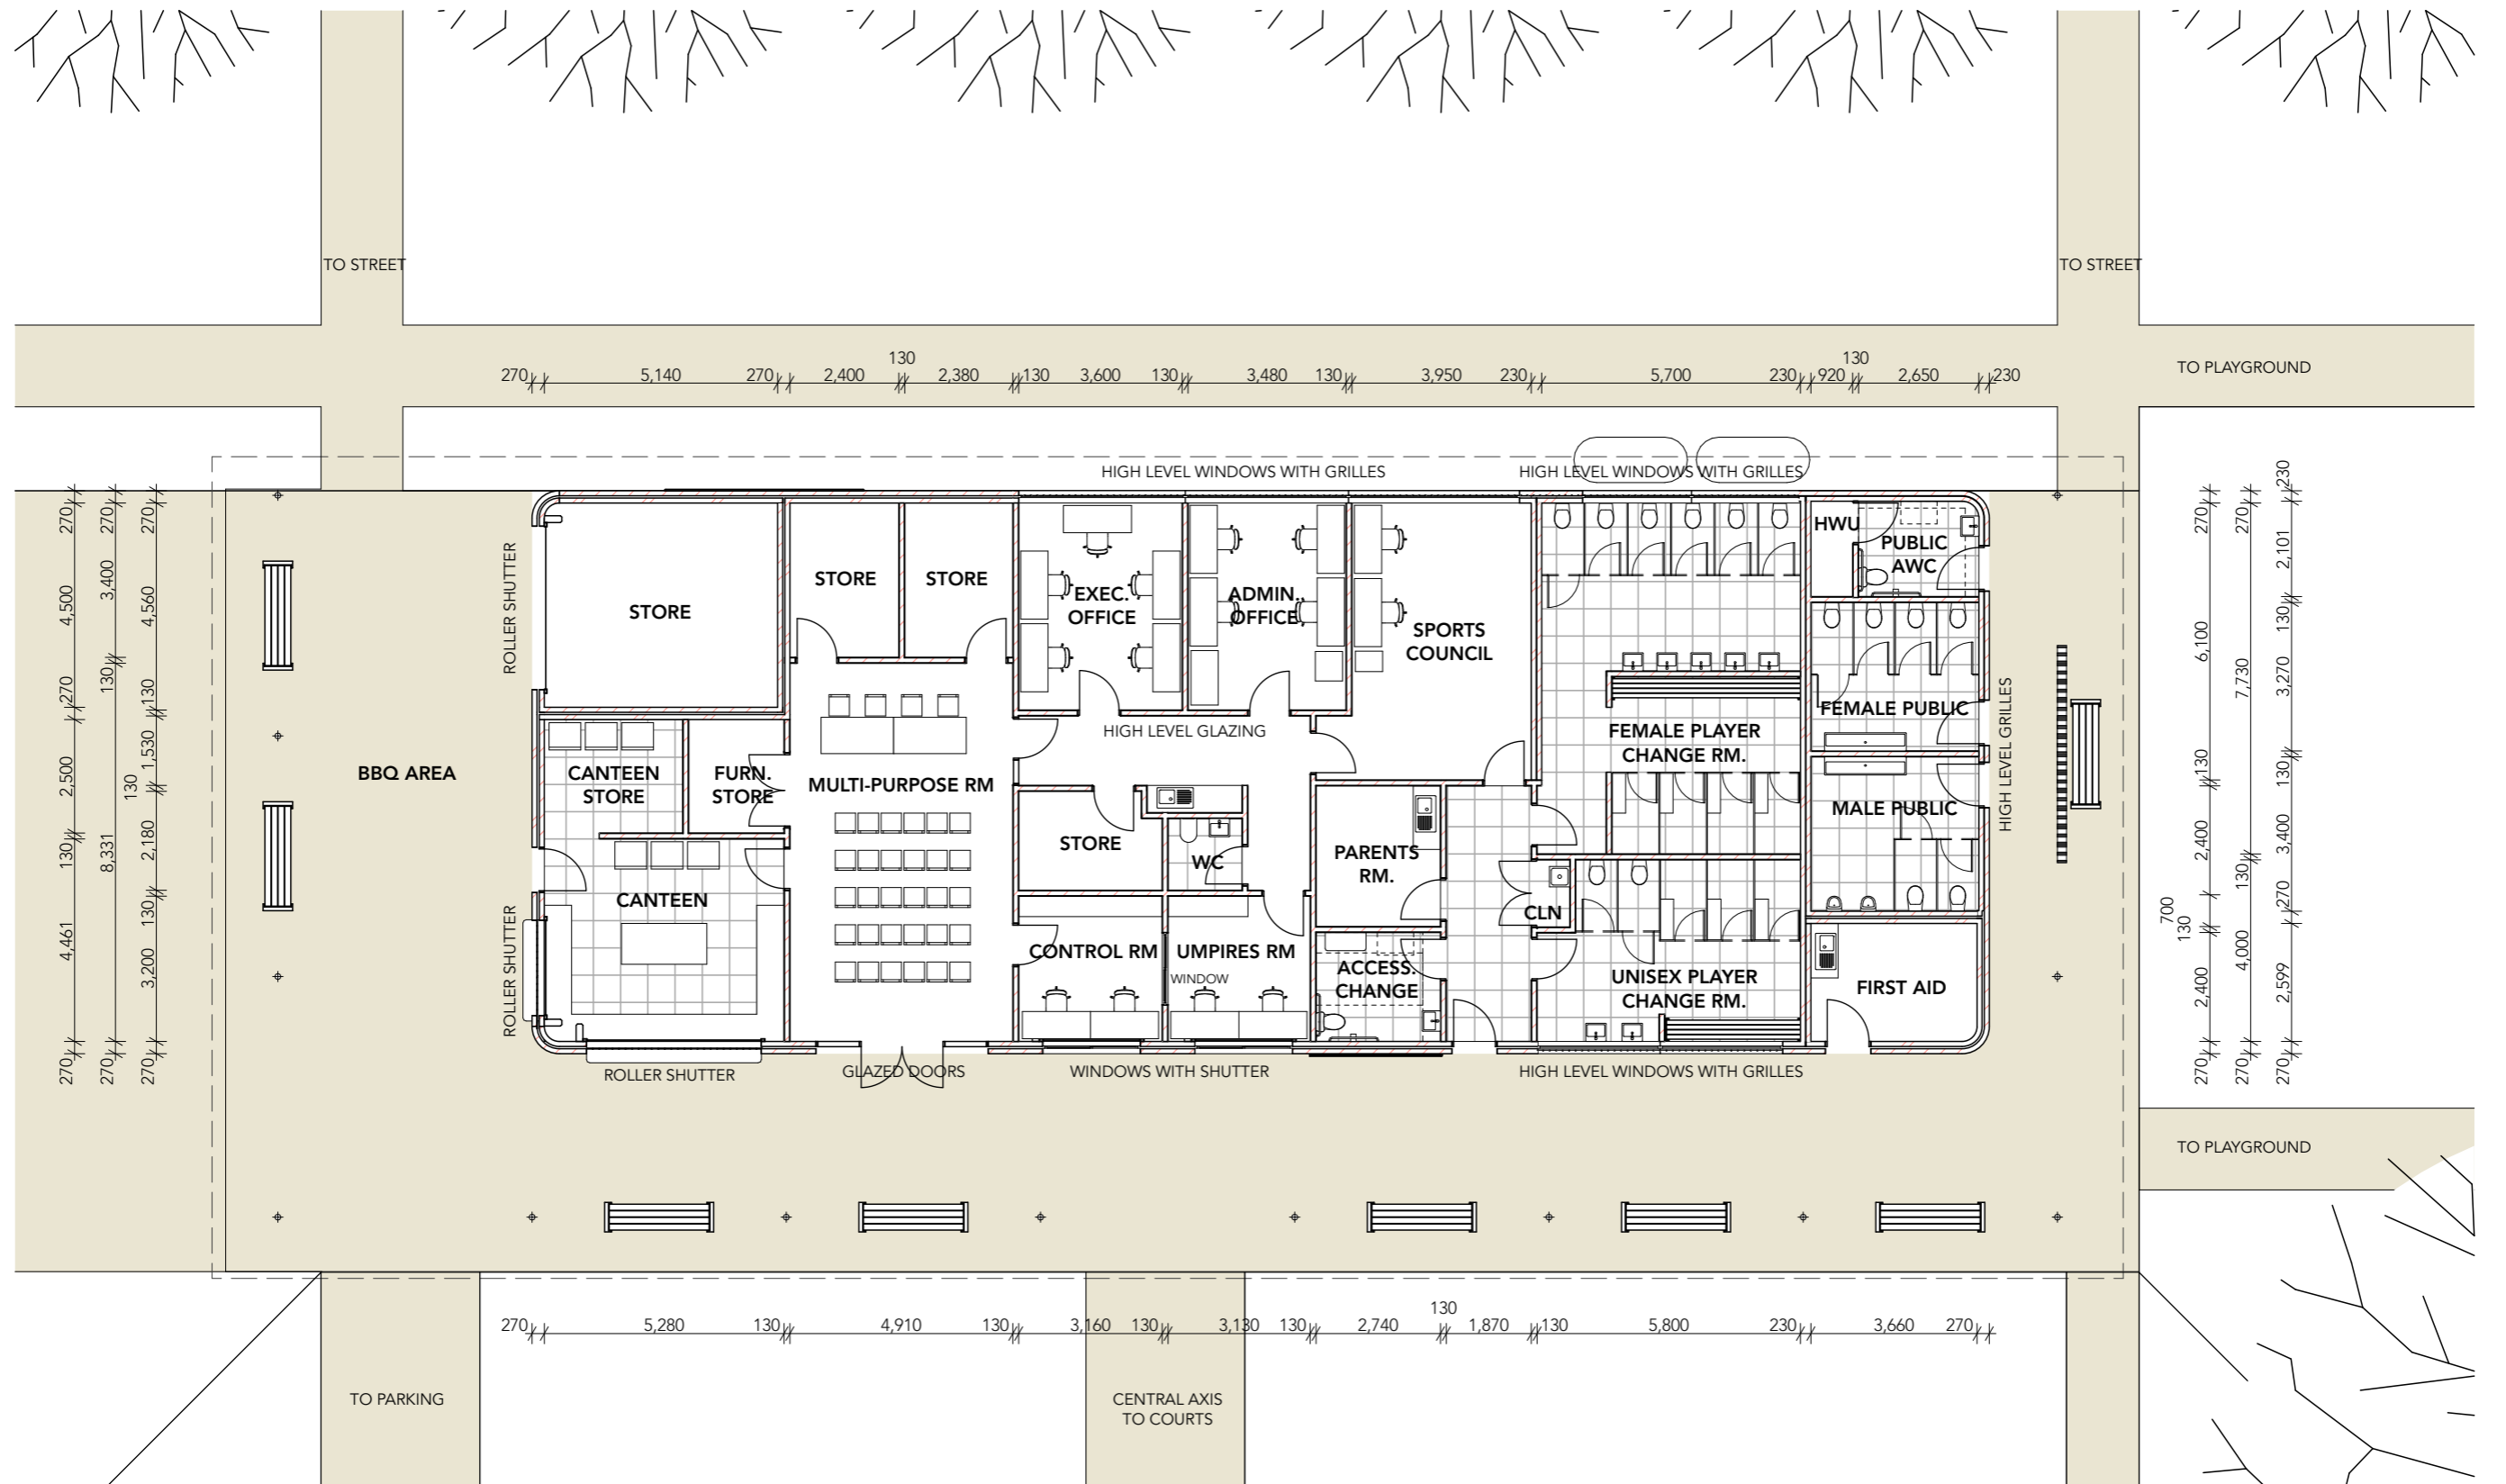 TO STREET
TO STREET
TO PLAYGROUND
130
130
270
5,140
270
2,400
2,380
130
3,600
130
3,480
130
3,950
230
5,700
230
920
2,650
230
HIGH LEVEL WINDOWS WITH GRILLES
HIGH LEVEL WINDOWS WITH GRILLES
270
4,500
270
2,500
130
4,461
270
270
3,400
130
8,331
270
270
4,560
130
1,530
130
2,180
130
3,200
270
ROLLER SHUTTER
ROLLER SHUTTER
BBQ AREA
STORE
STORE
STORE
EXEC.
OFFICE
ADMIN.
OFFICE
SPORTS
COUNCIL
HWU
PUBLIC
AWC
HIGH LEVEL GLAZING
FEMALE PLAYER
CHANGE RM.
FEMALE PUBLIC
CANTEEN
STORE
FURN.
STORE
MULTI-PURPOSE RM
MALE PUBLIC
STORE
WC
PARENTS
RM.
CANTEEN
CLN
CONTROL RM
UMPIRES RM
WINDOW
ACCESS.
CHANGE
UNISEX PLAYER
CHANGE RM.
FIRST AID
HIGH LEVEL GRILLES
270
6,100
130
2,400
700
130
2,400
270
270
7,730
130
4,000
270
230
2,101
130
3,270
130
3,400
270
2,599
270
ROLLER SHUTTER
GLAZED DOORS
WINDOWS WITH SHUTTER
HIGH LEVEL WINDOWS WITH GRILLES
TO PLAYGROUND
130
270
5,280
130
4,910
130
3,160
130
3,130
130
2,740
1,870
130
5,800
230
3,660
270
TO PARKING
CENTRAL AXIS
TO COURTS